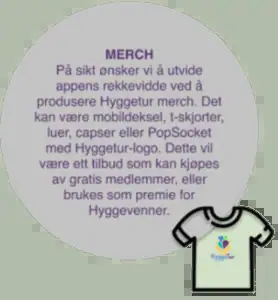 MERCH
På sikt ønsker vi å utvide
appens rekkevidde ved å
produsere Hyggetur merch. Det
kan være mobildeksel, t-skjorter,
luer, capser eller PopSocket
med Hyggetur-logo. Dette vil
være ett tilbud som kan kjøpes
av gratis medlemmer, eller
brukes som premie for
Hyggevenner.